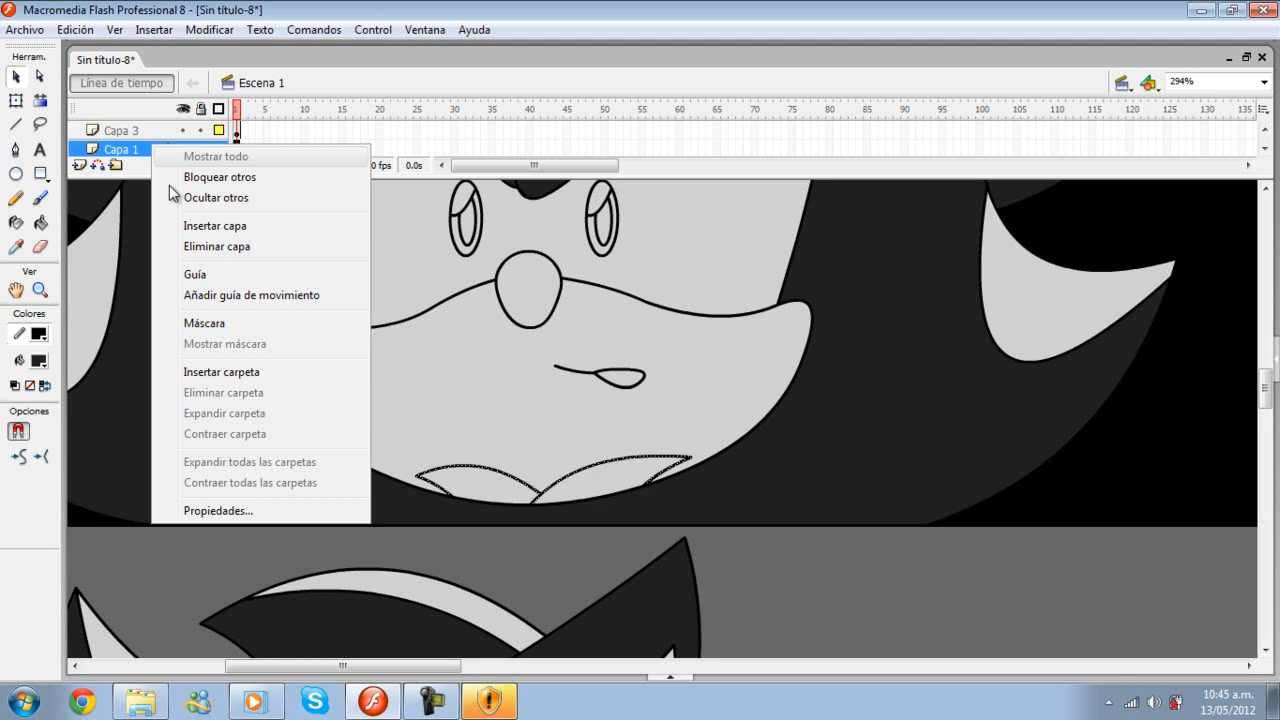 Macromedia Flash Professional 8 - [Sin título-8*]
Archivo Edición Ver Insertar Modificar Texto Comandos Control Ventana Ayuda
Herram.
Sin título-8*
Línea de tiempo
Escena 1
294%
1 5 10 15 20 25 30 35 40 45 50 55 60 65 70 75 80 85 90 95 100 105 110 115 120 125 130 135
Capa 3
Capa 1
fps 0.0s
Mostrar todo
Bloquear otros
Ocultar otros
Insertar capa
Eliminar capa
Guía
Añadir guía de movimiento
Máscara
Mostrar máscara
Insertar carpeta
Eliminar carpeta
Expandir carpeta
Contraer carpeta
Expandir todas las carpetas
Contraer todas las carpetas
Propiedades...
Ver
Colores
Opciones
10:45 a.m.
13/05/2012